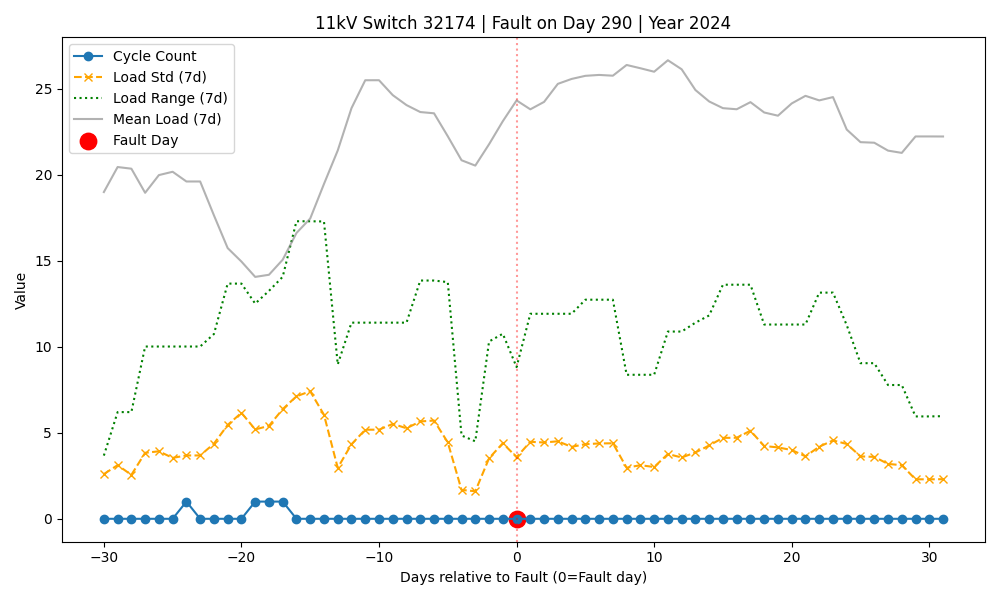 11kV Switch 32174 | Fault on Day 290 | Year 2024
Cycle Count
Load Std (7d)
Load Range (7d)
Mean Load (7d)
Fault Day
Value
25
20
15
10
5
0
−30
−20
−10
0
10
20
30
Days relative to Fault (0=Fault day)